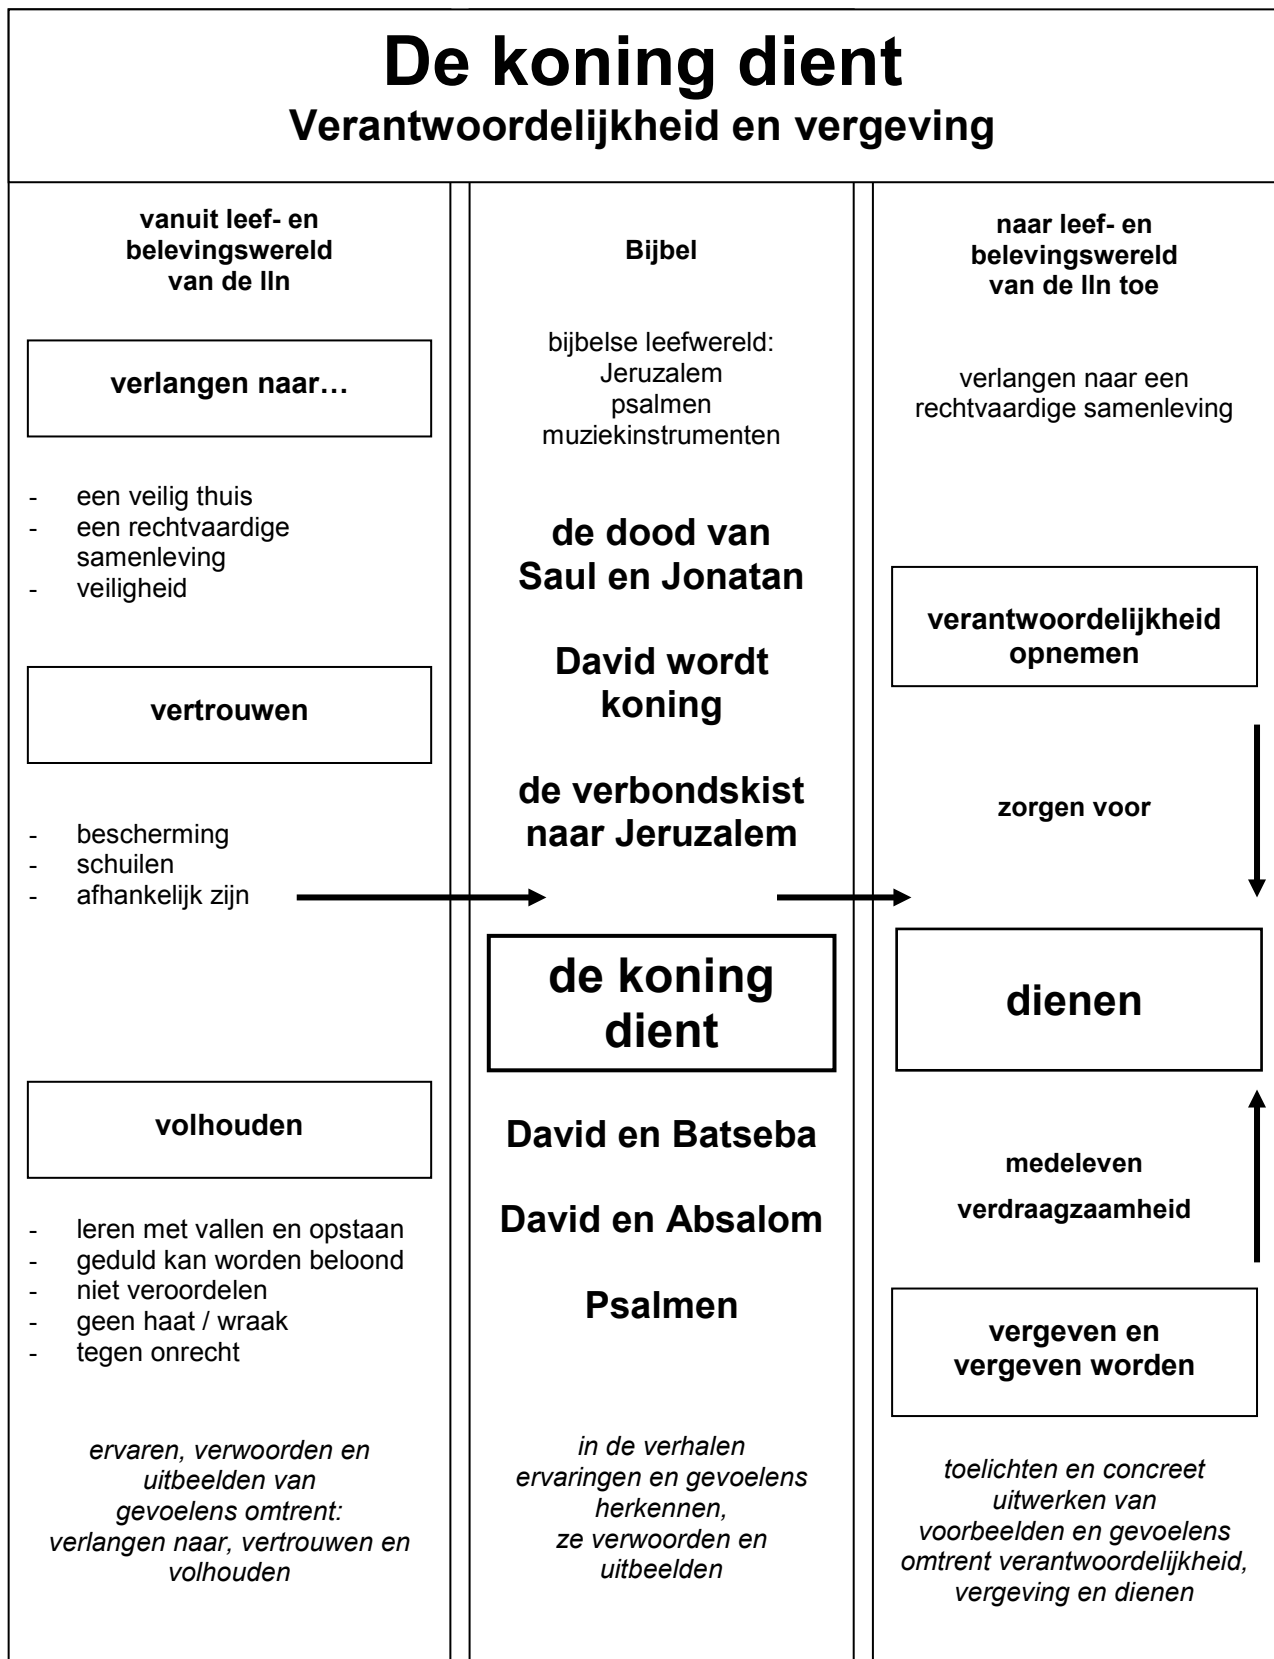 De koning dient
Verantwoordelijkheid en vergeving
vanuit leef- en
belevingswereld
van de lln
verlangen naar…
- een veilig thuis
- een rechtvaardige
samenleving
- veiligheid
vertrouwen
- bescherming
- schuilen
- afhankelijk zijn
volhouden
- leren met vallen en opstaan
- geduld kan worden beloond
- niet veroordelen
- geen haat / wraak
- tegen onrecht
ervaren, verwoorden en
uitbeelden van
gevoelens omtrent:
verlangen naar, vertrouwen en
volhouden
Bijbel
bijbelse leefwereld:
Jeruzalem
psalmen
muziekinstrumenten
de dood van
Saul en Jonatan
David wordt
koning
de verbondskist
naar Jeruzalem
de koning
dient
David en Batseba
David en Absalom
Psalmen
in de verhalen
ervaringen en gevoelens
herkennen,
ze verwoorden en
uitbeelden
naar leef- en
belevingswereld
van de lln toe
verlangen naar een
rechtvaardige samenleving
verantwoordelijkheid
opnemen
zorgen voor
dienen
medeleven
verdraagzaamheid
vergeven en
vergeven worden
toelichten en concreet
uitwerken van
voorbeelden en gevoelens
omtrent verantwoordelijkheid,
vergeving en dienen